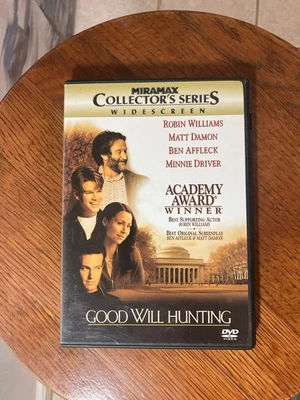 MIRAMAX
COLLECTOR'S SERIES
WIDESCREEN
ROBIN WILLIAMS
MATT DAMON
BEN AFFLECK
MINNIE DRIVER
ACADEMY
AWARD®
WINNER
BEST SUPPORTING ACTOR
ROBIN WILLIAMS
BEST ORIGINAL SCREENPLAY
BEN AFFLECK & MATT DAMON
GOOD WILL HUNTING
DVD
VIDEO